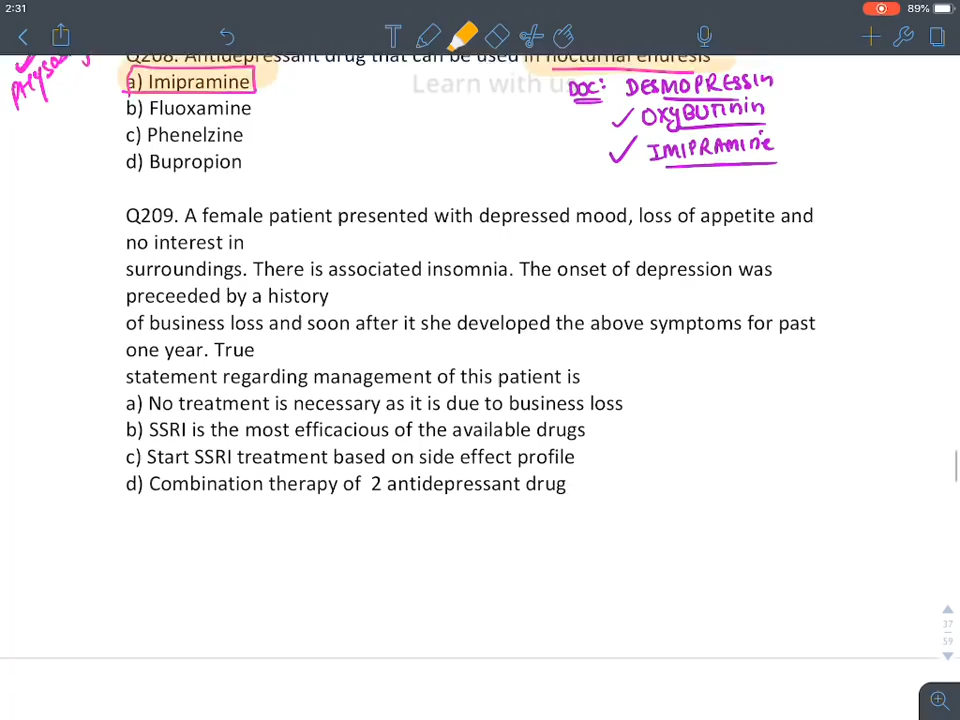 2:31
89%
Q208. Antidepressant drug that can be used in nocturnal enuresis
Learn with us
a) Imipramine
DOC: DESMOPRESSIN
b) Fluoxamine
OXYBUTININ
c) Phenelzine
IMIPRAMINE
d) Bupropion
Q209. A female patient presented with depressed mood, loss of appetite and
no interest in
surroundings. There is associated insomnia. The onset of depression was
preceeded by a history
of business loss and soon after it she developed the above symptoms for past
one year. True
statement regarding management of this patient is
a) No treatment is necessary as it is due to business loss
b) SSRI is the most efficacious of the available drugs
c) Start SSRI treatment based on side effect profile
d) Combination therapy of 2 antidepressant drug
37
59